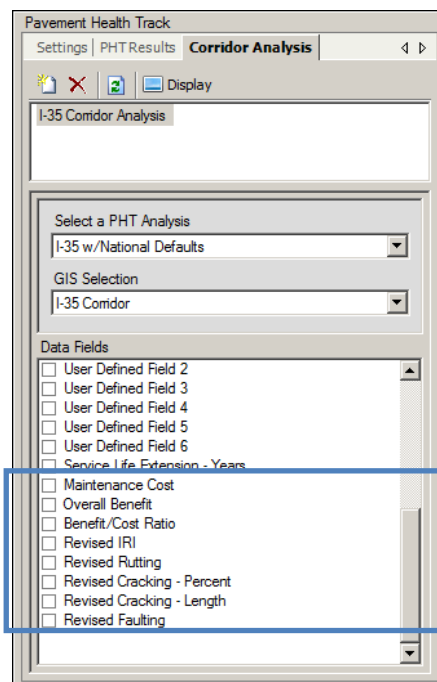 Pavement Health Track
Settings | PHT Results | Corridor Analysis
Display
I-35 Corridor Analysis
Select a PHT Analysis
I-35 w/National Defaults
GIS Selection
I-35 Corridor
Data Fields
User Defined Field 2
User Defined Field 3
User Defined Field 4
User Defined Field 5
User Defined Field 6
Service Life Extension - Years
Maintenance Cost
Overall Benefit
Benefit/Cost Ratio
Revised IRI
Revised Rutting
Revised Cracking - Percent
Revised Cracking - Length
Revised Faulting